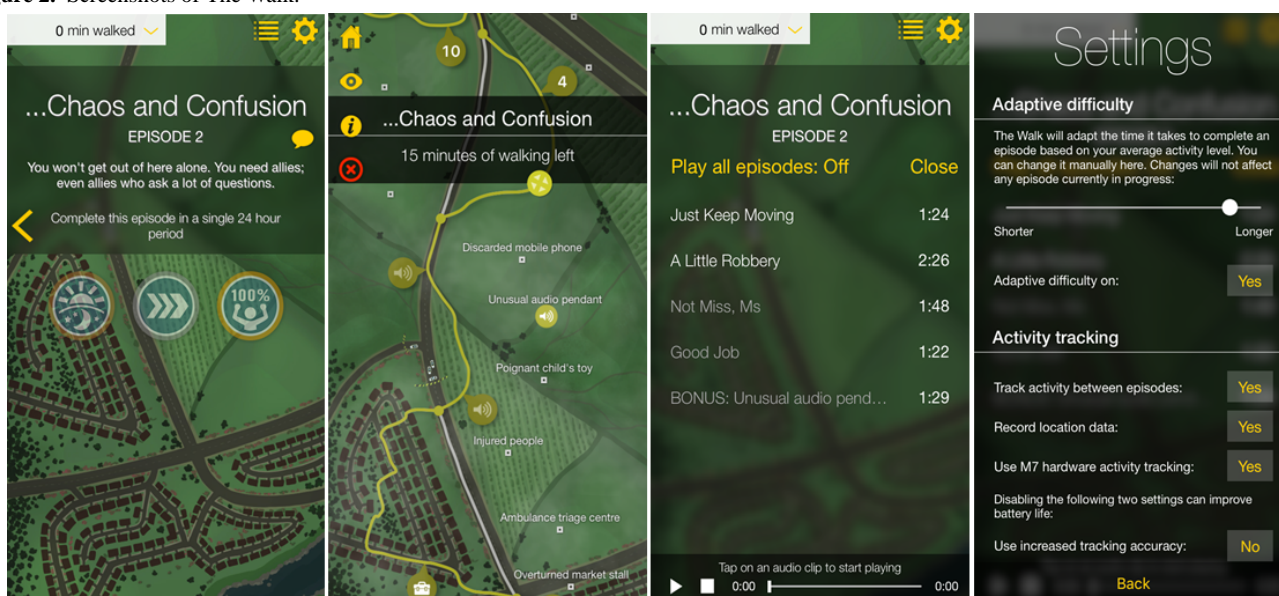 Figure 2. Screenshots of The Walk.
0 min walked
...Chaos and Confusion
EPISODE 2
You won't get out of here alone. You need allies;
even allies who ask a lot of questions.
Complete this episode in a single 24 hour
period
100%
10
4
...Chaos and Confusion
15 minutes of walking left
Discarded mobile phone
Unusual audio pendant
Poignant child's toy
Injured people
Ambulance triage centre
Overturned market stall
0 min walked
...Chaos and Confusion
EPISODE 2
Play all episodes: Off Close
Just Keep Moving 1:24
A Little Robbery 2:26
Not Miss, Ms 1:48
Good Job 1:22
BONUS: Unusual audio pend... 1:29
Tap on an audio clip to start playing
0:00 0:00
Settings
Adaptive difficulty
The Walk will adapt the time it takes to complete an
episode based on your average activity level. You
can change it manually here. Changes will not affect
any episode currently in progress:
Shorter Longer
Adaptive difficulty on: Yes
Activity tracking
Track activity between episodes: Yes
Record location data: Yes
Use M7 hardware activity tracking: Yes
Disabling the following two settings can improve
battery life:
Use increased tracking accuracy: No
Back